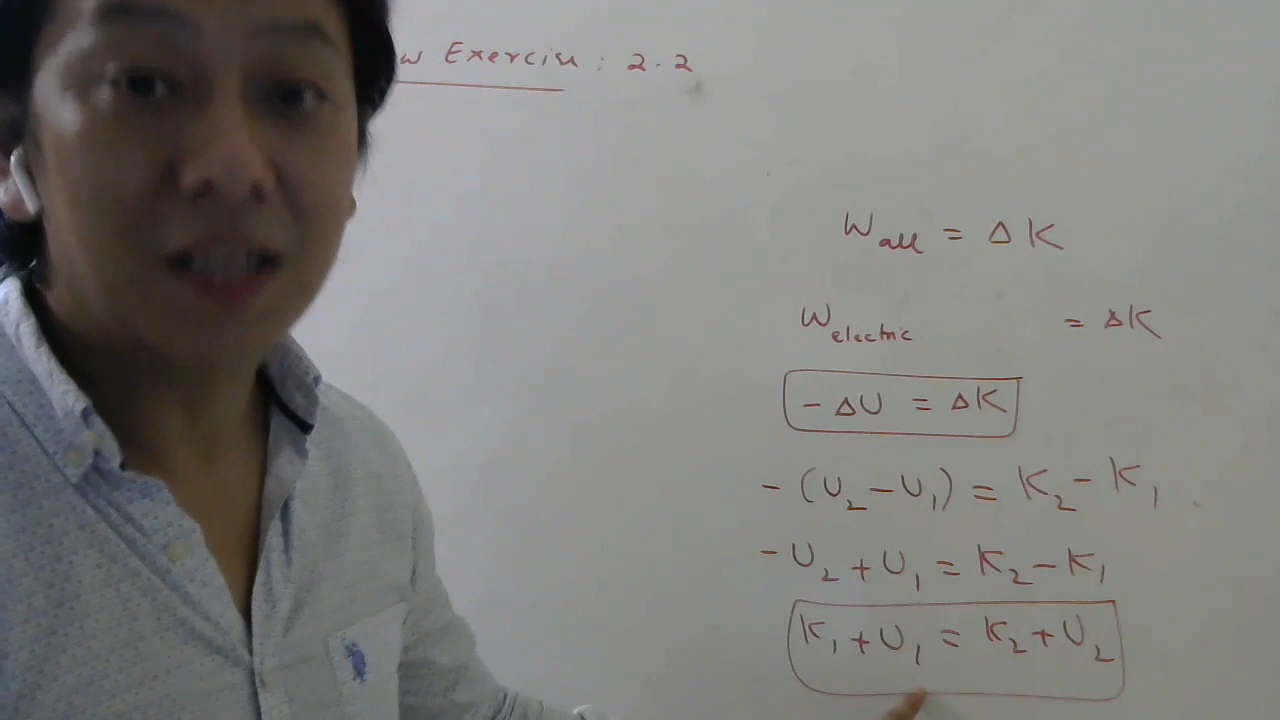 Exercise : 2.2
W_all = ΔK
W_electric = ΔK
-ΔU = ΔK
-(U_2 - U_1) = K_2 - K_1
-U_2 + U_1 = K_2 - K_1
K_1 + U_1 = K_2 + U_2